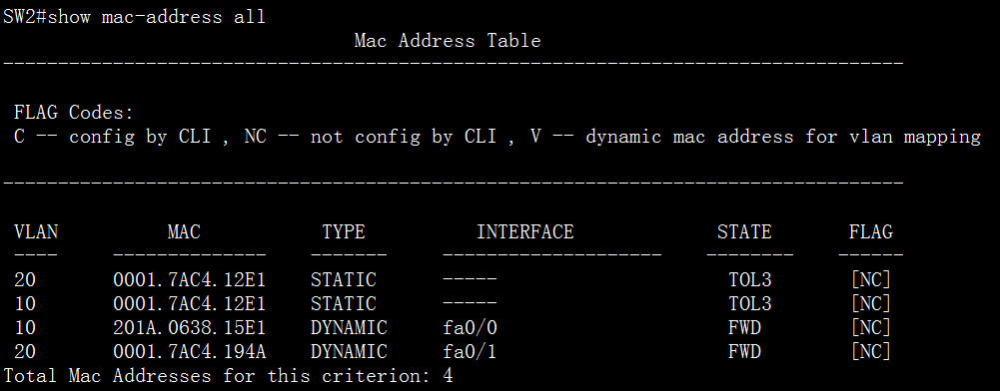 SW2#show mac-address all
Mac Address Table
-----------------------------------------------------------------------------------
FLAG Codes:
C -- config by CLI , NC -- not config by CLI , V -- dynamic mac address for vlan mapping
-----------------------------------------------------------------------------------
VLAN MAC TYPE INTERFACE STATE FLAG
---- -------------- ------- -------------------- -------- ------
20 0001.7AC4.12E1 STATIC ----- TOL3 [NC]
10 0001.7AC4.12E1 STATIC ----- TOL3 [NC]
10 201A.0638.15E1 DYNAMIC fa0/0 FWD [NC]
20 0001.7AC4.194A DYNAMIC fa0/1 FWD [NC]
Total Mac Addresses for this criterion: 4